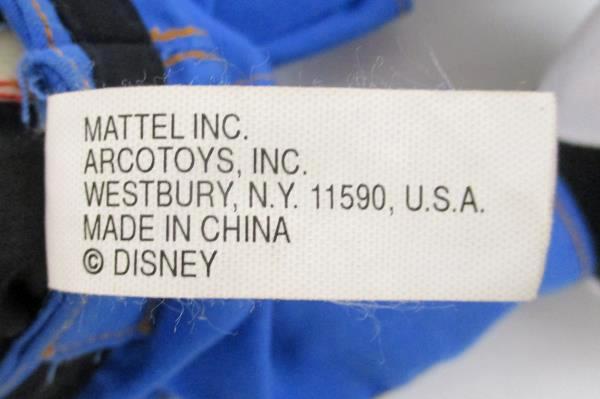 MATTEL INC.
ARCOTOYS, INC.
WESTBURY, N.Y. 11590, U.S.A.
MADE IN CHINA
© DISNEY